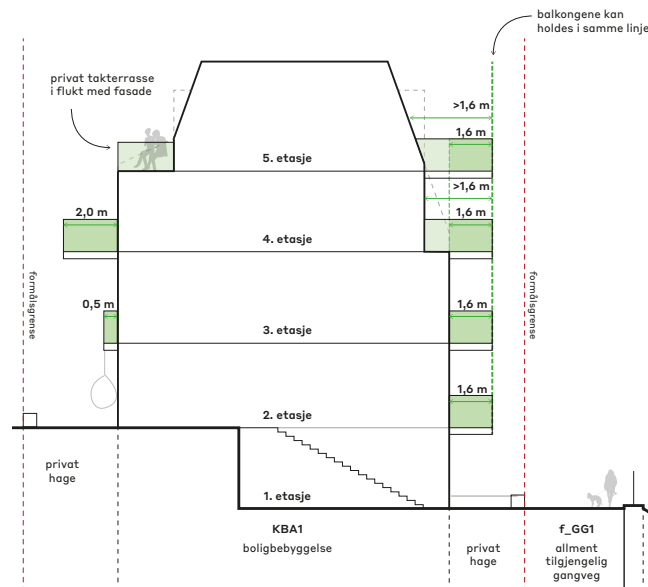 balkongene kan
holdes i samme linje
privat takterrasse
i flukt med fasade
>1,6 m
1,6 m
5. etasje
>1,6 m
2,0 m
1,6 m
4. etasje
formålsgrense
formålsgrense
0,5 m
1,6 m
3. etasje
1,6 m
2. etasje
privat
hage
1. etasje
KBA1
boligbebyggelse
privat
hage
f_GG1
allment
tilgjengelig
gangveg